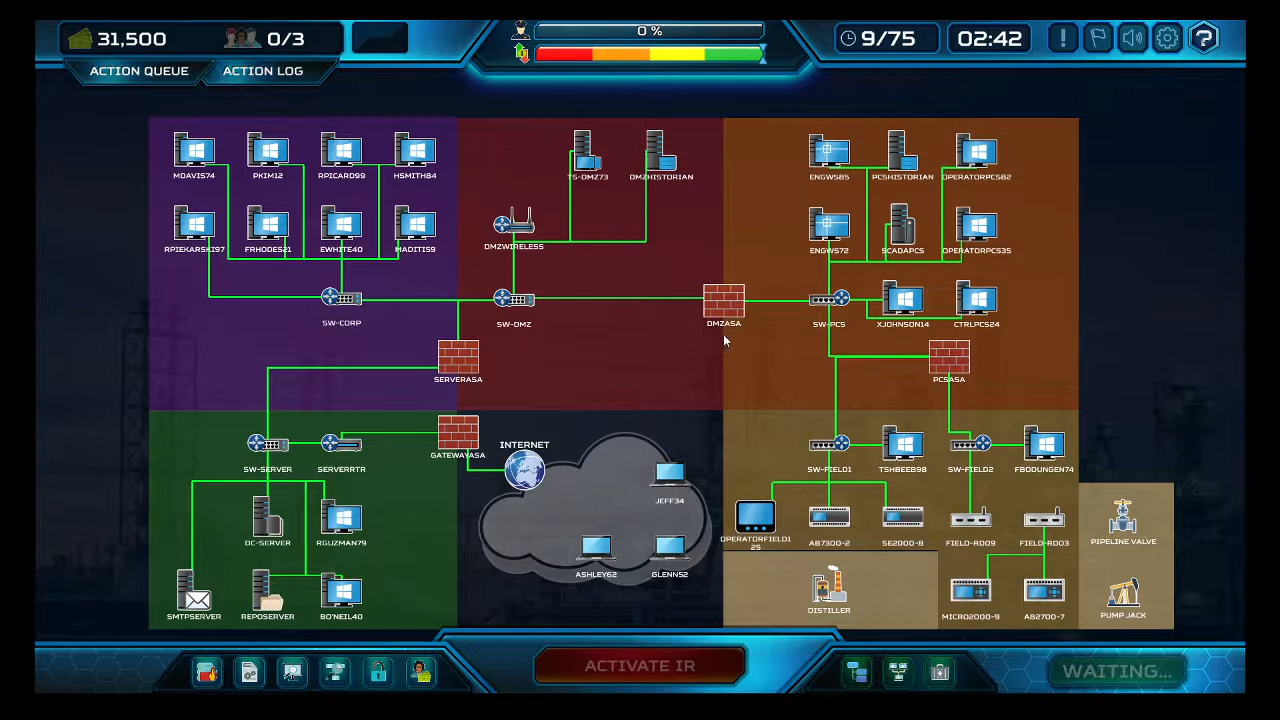 31,500
0/3
0 %
9/75
02:42
!
?
ACTION QUEUE
ACTION LOG
MDAVIS74
PKIM12
RPICARD99
HSMITH84
TS-DMZ73
DMZHISTORIAN
ENGWS85
PCSHISTORIAN
OPERATORPCS82
RPIEKARSKI97
FRHODES21
EWHITE40
MADITI59
DMZWIRELESS
ENGWS72
SCADAPCS
OPERATORPCS35
SW-CORP
SW-DMZ
DMZASA
SW-PCS
XJOHNSON14
CTRLPCS24
SERVERASA
PCSASA
GATEWAYASA
INTERNET
SW-SERVER
SERVERRTR
SW-FIELD1
TSHBEEB98
SW-FIELD2
FBODUNGEN74
JEFF34
DC-SERVER
RGUZMAN79
OPERATORFIELD1
25
AB7300-2
SE2000-8
FIELD-RD09
FIELD-RD03
PIPELINE VALVE
ASHLEY62
GLENN52
SMTPSERVER
REPOSERVER
BO'NEIL40
DISTILLER
MICRO2000-9
AB2700-7
PUMP JACK
ACTIVATE IR
WAITING...